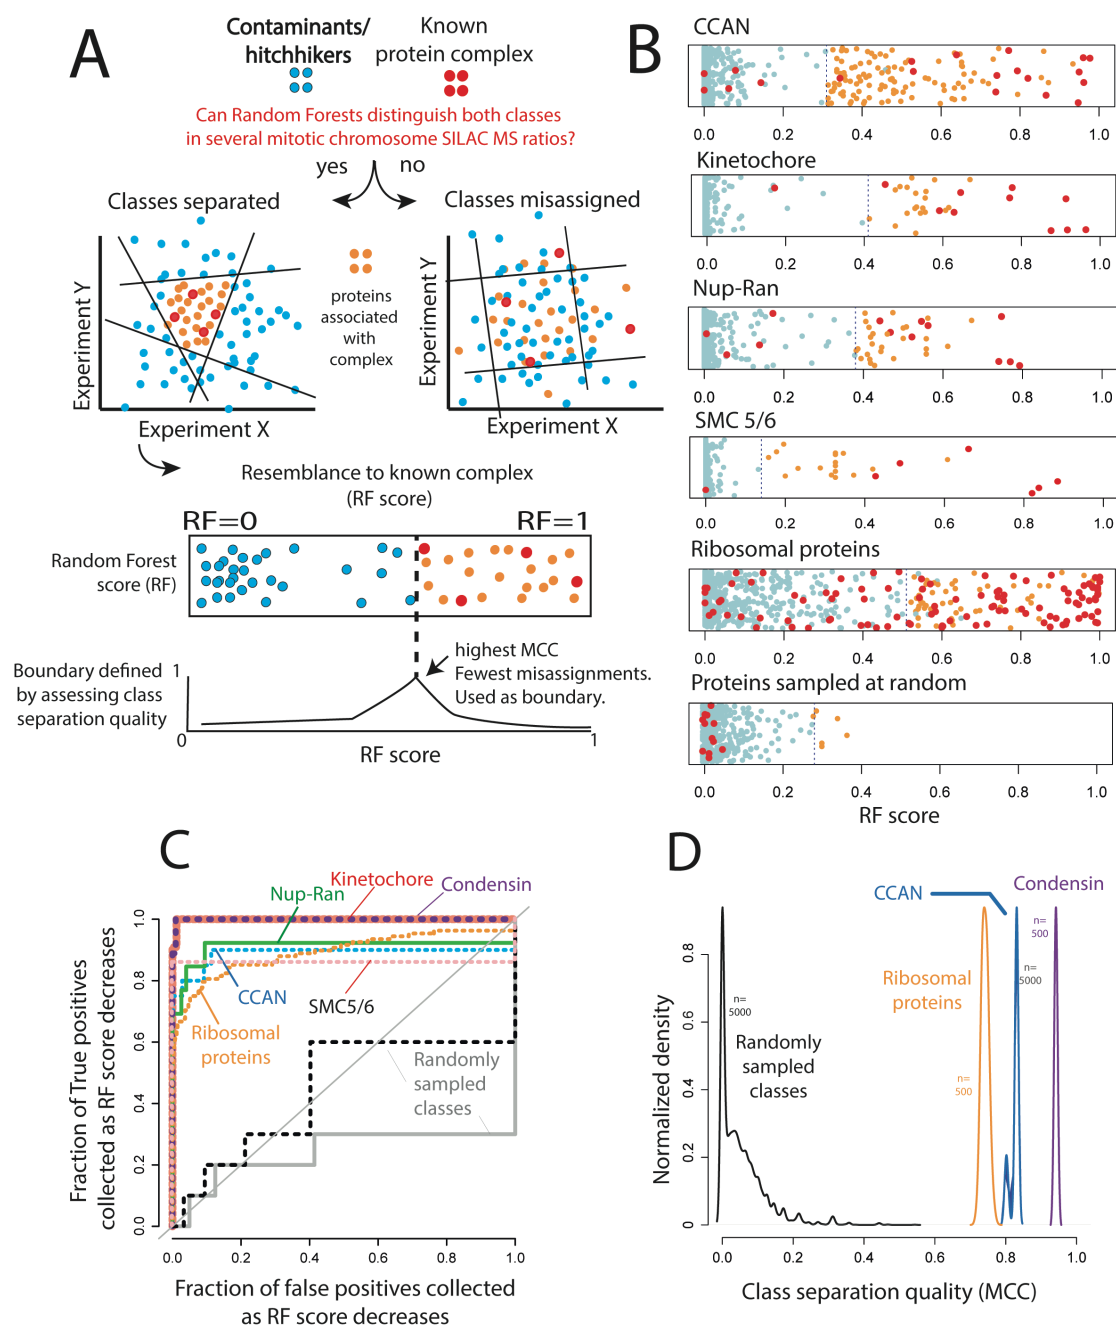 A
Contaminants/
hitchhikers
Known
protein complex
Can Random Forests distinguish both classes
in several mitotic chromosome SILAC MS ratios?
yes
no
Classes separated
Classes misassigned
Experiment Y
Experiment X
proteins
associated
with
complex
Experiment Y
Experiment X
Resemblance to known complex
(RF score)
RF=0
RF=1
Random Forest
score (RF)
Boundary defined
by assessing class
separation quality
1
0
1
highest MCC
Fewest misassignments.
Used as boundary.
RF score
B
CCAN
0.0 0.2 0.4 0.6 0.8 1.0
Kinetochore
0.0 0.2 0.4 0.6 0.8 1.0
Nup-Ran
0.0 0.2 0.4 0.6 0.8 1.0
SMC 5/6
0.0 0.2 0.4 0.6 0.8 1.0
Ribosomal proteins
0.0 0.2 0.4 0.6 0.8 1.0
Proteins sampled at random
0.0 0.2 0.4 0.6 0.8 1.0
RF score
C
Kinetochore
Condensin
Nup-Ran
CCAN
SMC5/6
Ribosomal
proteins
Randomly
sampled
classes
Fraction of True positives
collected as RF score decreases
0.0 0.2 0.4 0.6 0.8 1.0
0.0 0.2 0.4 0.6 0.8 1.0
Fraction of false positives collected
as RF score decreases
D
CCAN
Condensin
n=
500
n=
5000
Ribosomal
proteins
n=
5000
Randomly
sampled
classes
n=
500
Normalized density
0 0.2 0.4 0.6 0.8
0.0 0.2 0.4 0.6 0.8 1.0
Class separation quality (MCC)